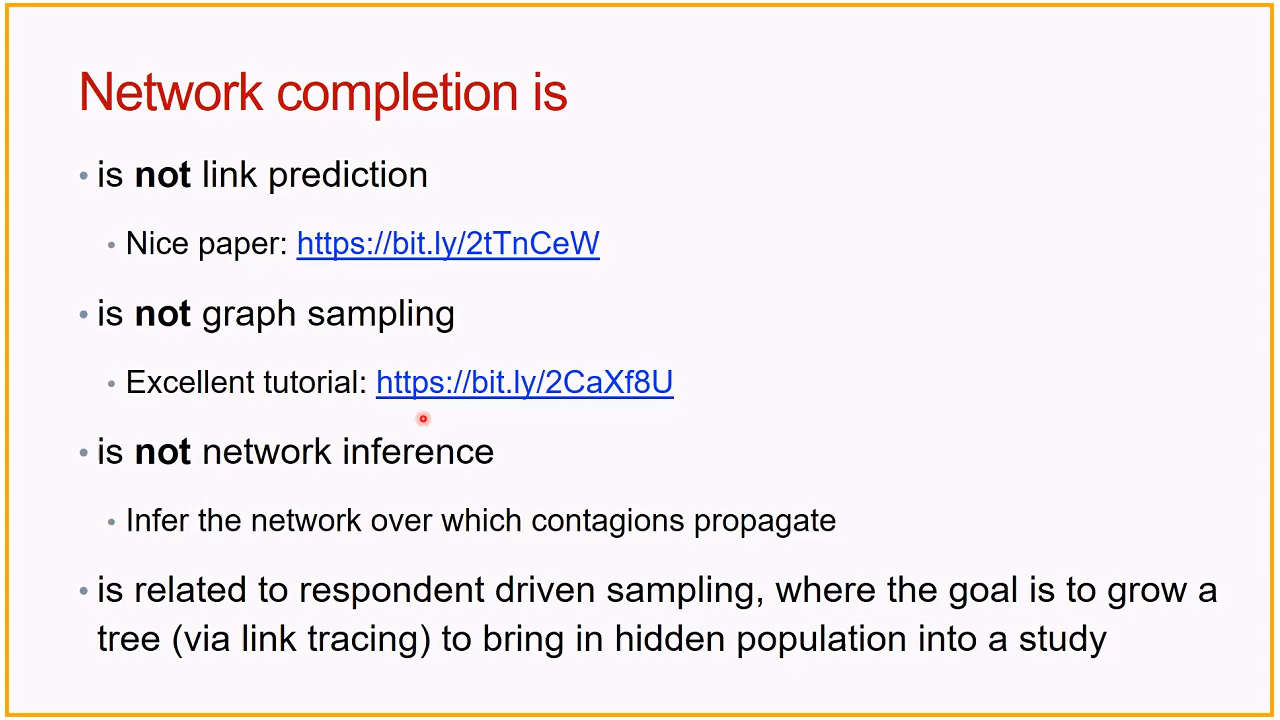 Network completion is
• is not link prediction
• Nice paper: https://bit.ly/2tTnCeW
• is not graph sampling
• Excellent tutorial: https://bit.ly/2CaXf8U
• is not network inference
• Infer the network over which contagions propagate
• is related to respondent driven sampling, where the goal is to grow a
tree (via link tracing) to bring in hidden population into a study